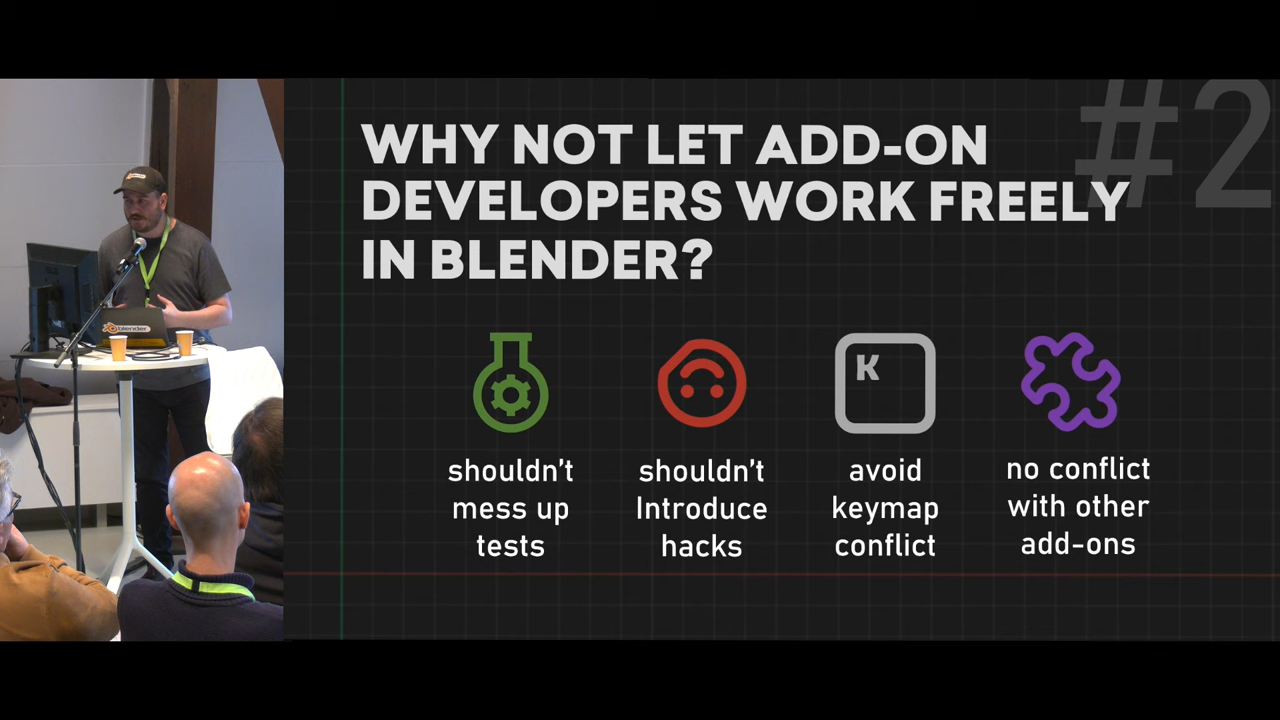 #2
WHY NOT LET ADD-ON
DEVELOPERS WORK FREELY
IN BLENDER?
K
shouldn't
mess up
tests
shouldn't
Introduce
hacks
avoid
keymap
conflict
no conflict
with other
add-ons
blender